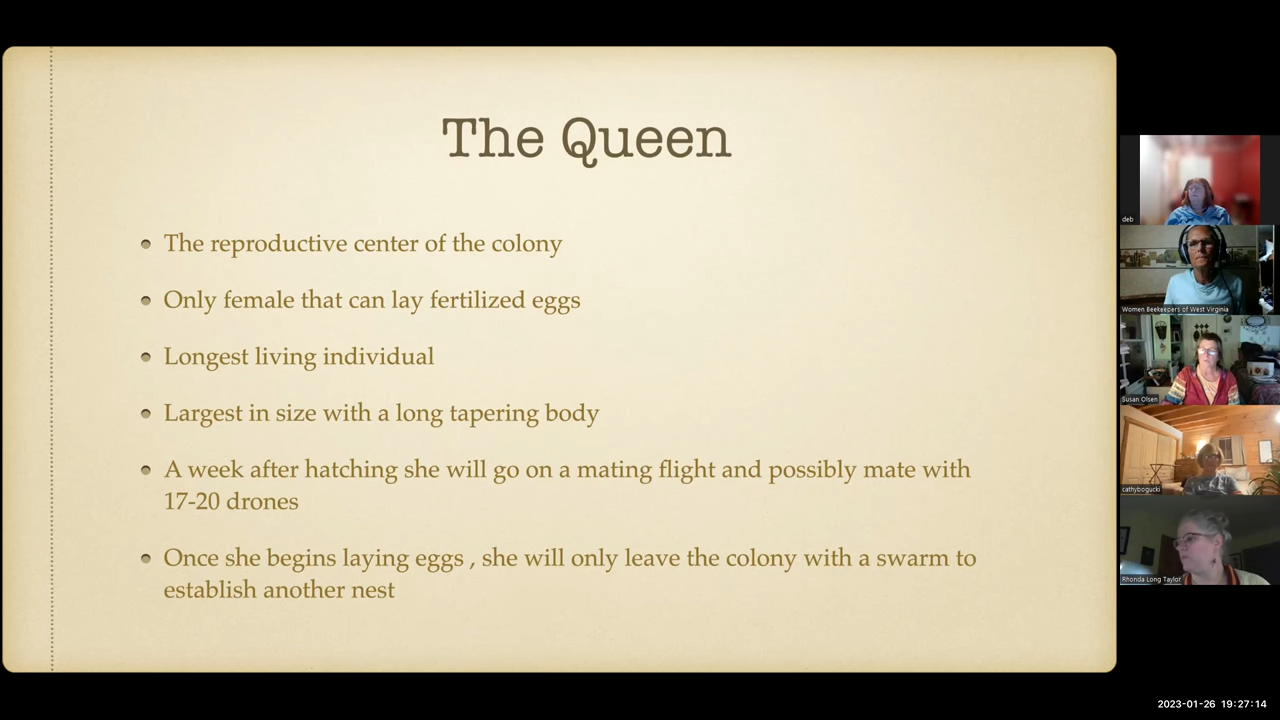 The Queen
The reproductive center of the colony
Only female that can lay fertilized eggs
Longest living individual
Largest in size with a long tapering body
A week after hatching she will go on a mating flight and possibly mate with
17-20 drones
Once she begins laying eggs , she will only leave the colony with a swarm to
establish another nest
deb
Women Beekeepers of West Virginia
Susan Olsen
cathybogucki
Rhonda Long Taylor
2023-01-26 19:27:14